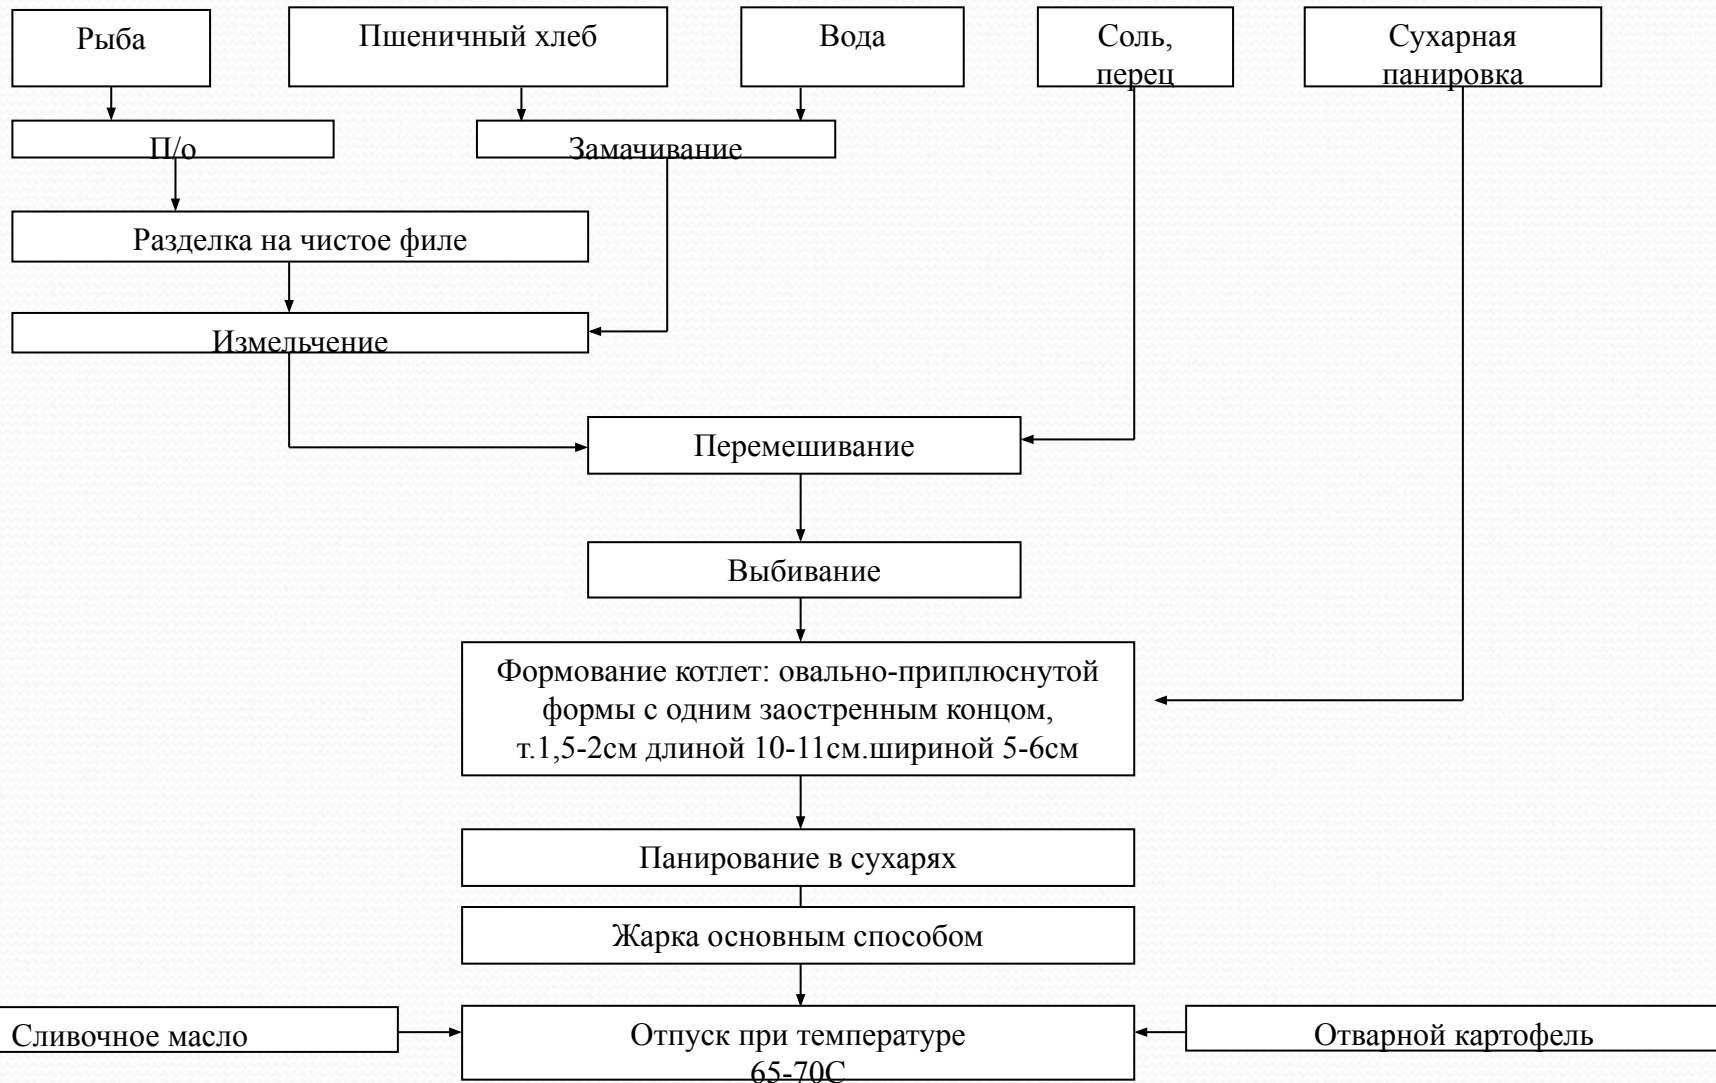 Рыба
Пшеничный хлеб
Вода
Соль,
перец
Сухарная
панировка
П/о
Замачивание
Разделка на чистое филе
Измельчение
Перемешивание
Выбивание
Формование котлет: овально-приплюснутой
формы с одним заостренным концом,
т.1,5-2см длиной 10-11см.шириной 5-6см
Панирование в сухарях
Жарка основным способом
Сливочное масло
Отпуск при температуре
65-70С
Отварной картофель